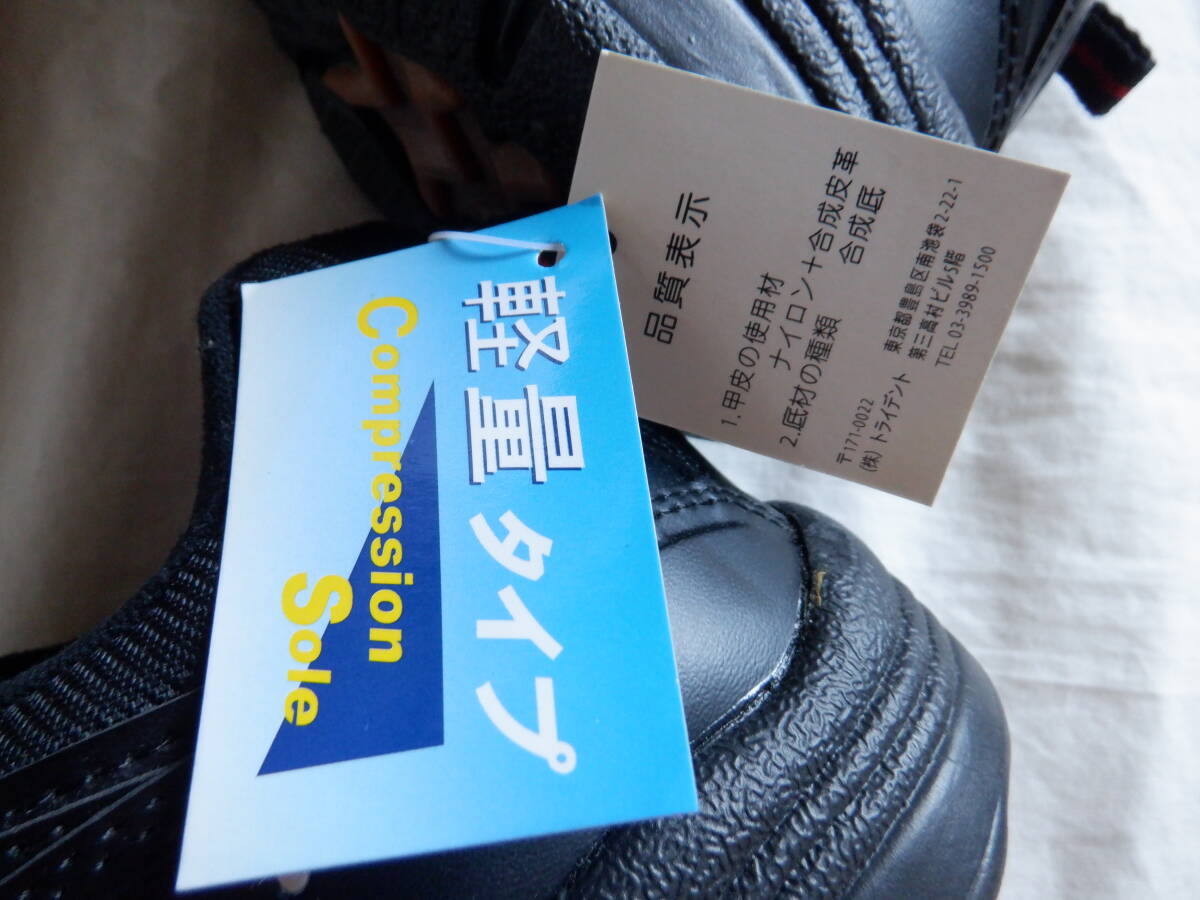 軽量タイプ
Compression
Sole
品質表示
1. 甲皮の使用材
ナイロン+合成皮革
2.底材の種類 合成底
〒171-0022 東京都豊島区南池袋2-22-1
(株) トライデント 第三高村ビル5階
TEL 03-3989-1500